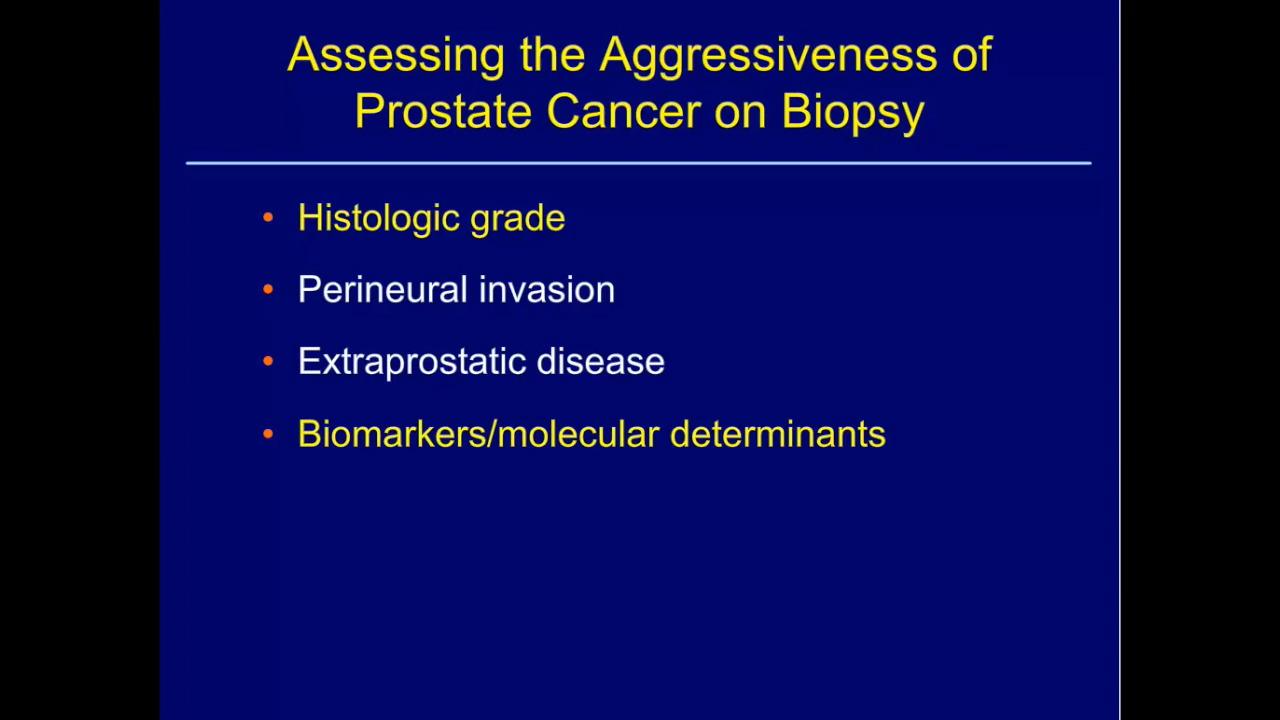 Assessing the Aggressiveness of
Prostate Cancer on Biopsy
• Histologic grade
• Perineural invasion
• Extraprostatic disease
• Biomarkers/molecular determinants